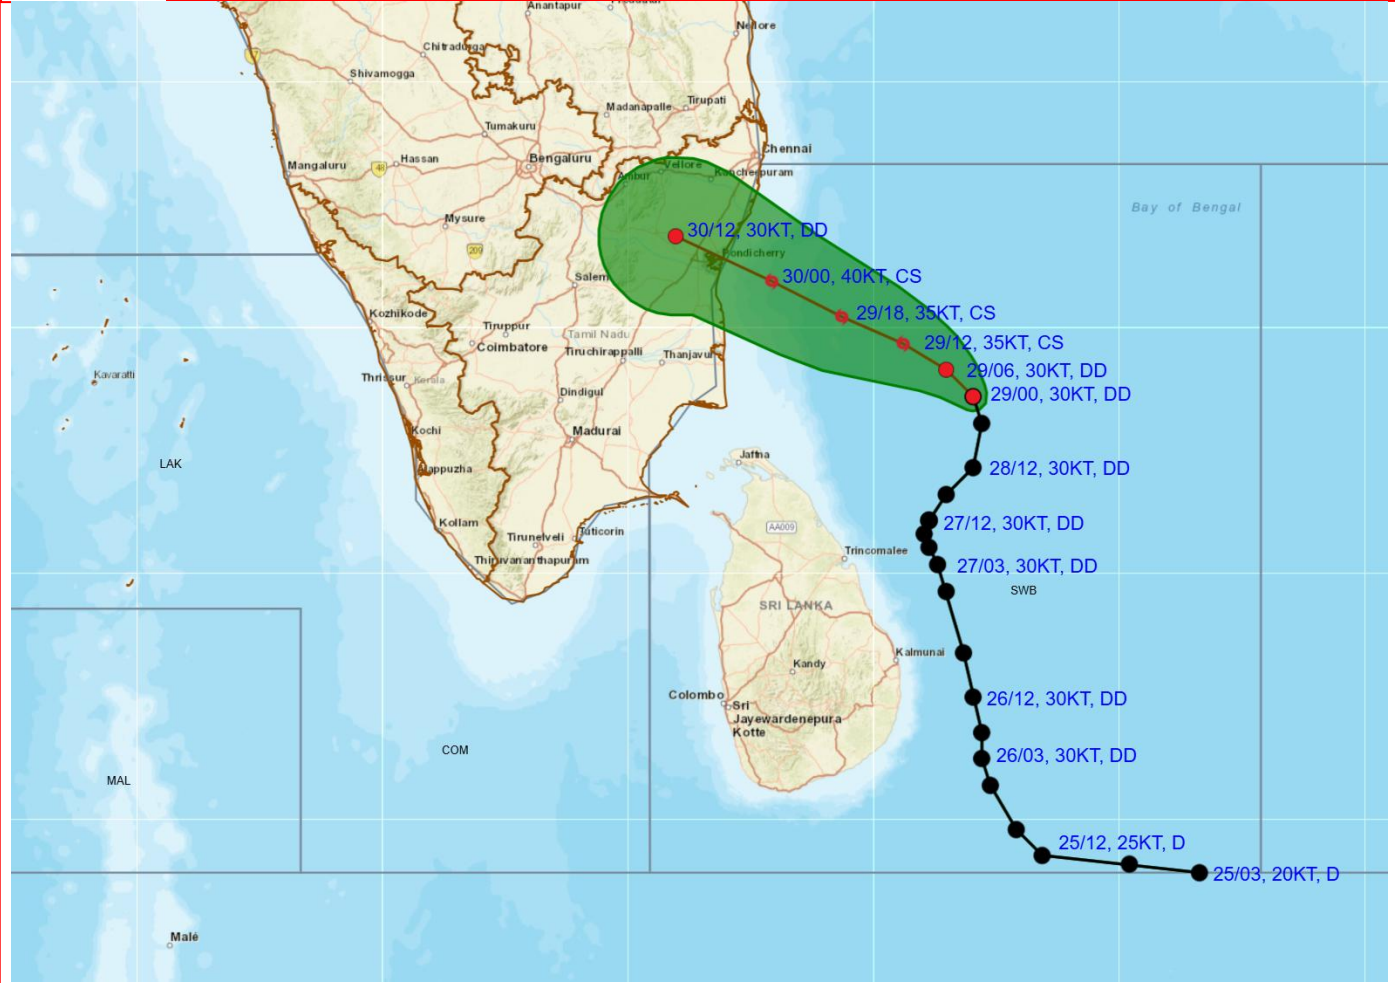 Anantapur
Nellore
Chitradurga
Shivamogga
Madanapalle
Tirupati
Tumakuru
Chennai
Mangaluru
48
Hassan
Bengaluru
Vellore
Ambur
Kancheepuram
Bay of Bengal
Mysure
209
30/12, 30KT, DD
Pondicherry
Salem
30/00, 40KT, CS
Kozhikode
29/18, 35KT, CS
Tiruppur
Tamil Nadu
Coimbatore
Tiruchirappalli
Thanjavur
29/12, 35KT, CS
Kavaratti
Thrissur
Kerala
29/06, 30KT, DD
Dindigul
29/00, 30KT, DD
Kochi
Madurai
LAK
Alappuzha
Jaffna
28/12, 30KT, DD
Kollam
AA009
27/12, 30KT, DD
Tirunelveli
Tuticorin
Trincomalee
Thiruvananthapuram
27/03, 30KT, DD
SWB
SRI LANKA
Kalmunai
Kandy
Colombo
Sri
Jayewardenepura
Kotte
26/12, 30KT, DD
COM
26/03, 30KT, DD
MAL
25/12, 25KT, D
25/03, 20KT, D
Malé